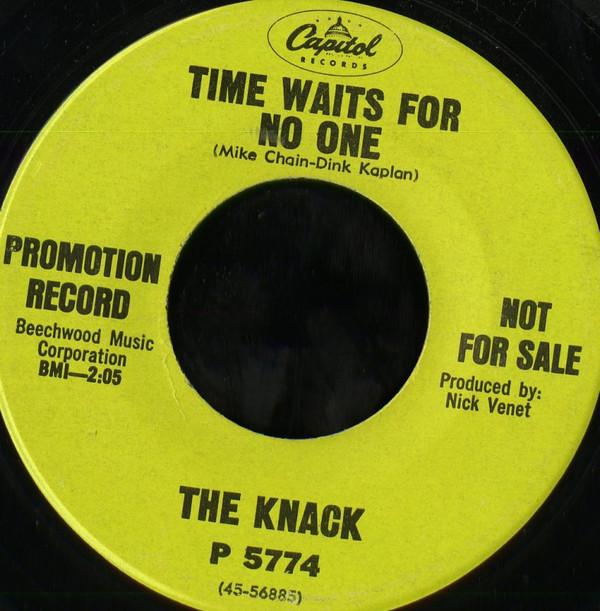 Capitol
RECORDS
TIME WAITS FOR
NO ONE
(Mike Chain-Dink Kaplan)
PROMOTION
RECORD
Beechwood Music
Corporation
BMI—2:05
NOT
FOR SALE
Produced by:
Nick Venet
THE KNACK
P 5774
(45-56885)